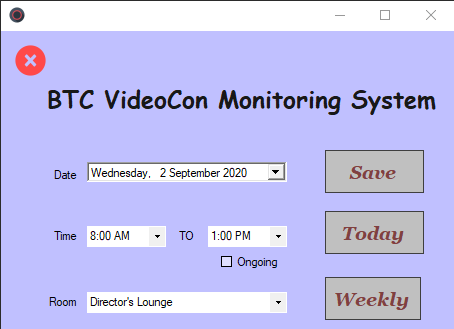 BTC VideoCon Monitoring System
Date Wednesday, 2 September 2020 Save
Time 8:00 AM TO 1:00 PM Today
Ongoing
Room Director's Lounge Weekly